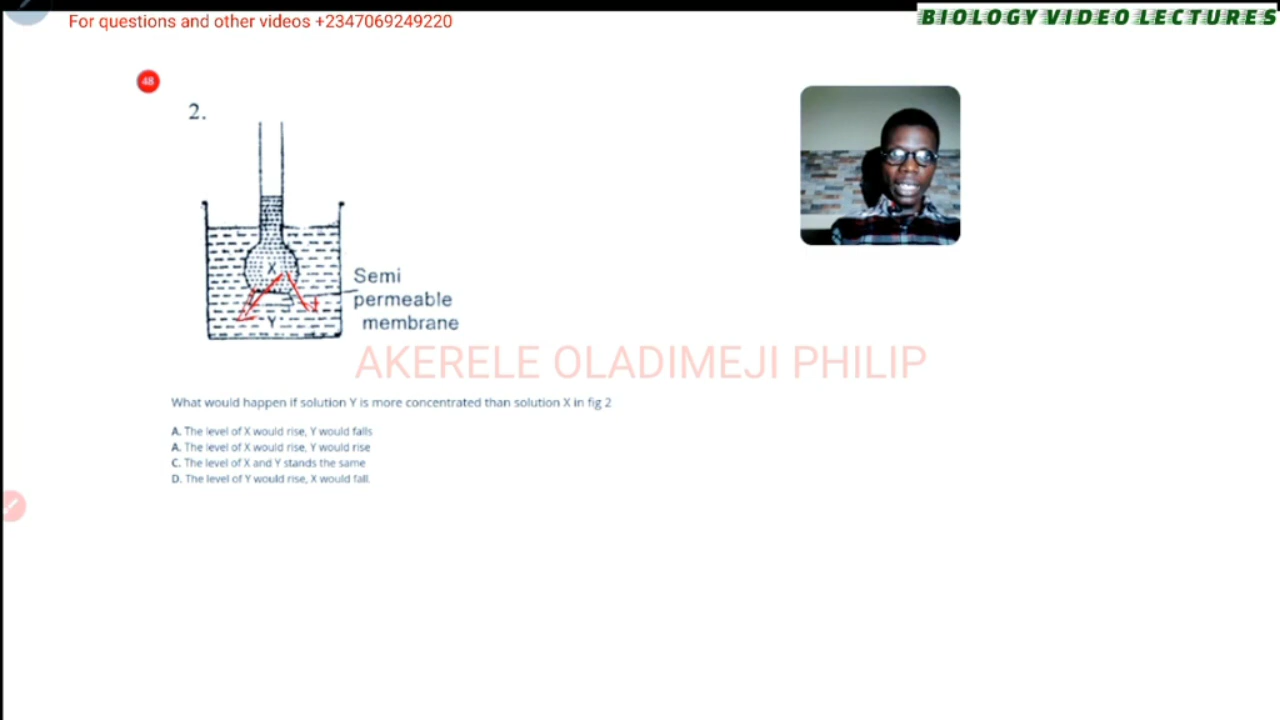 For questions and other videos +2347069249220
BIOLOGY VIDEO LECTURES
48
2.
X
Semi
permeable
membrane
Y
AKERELE OLADIMEJI PHILIP
What would happen if solution Y is more concentrated than solution X in fig 2
A. The level of X would rise, Y would falls
A. The level of X would rise, Y would rise
C. The level of X and Y stands the same
D. The level of Y would rise, X would fall